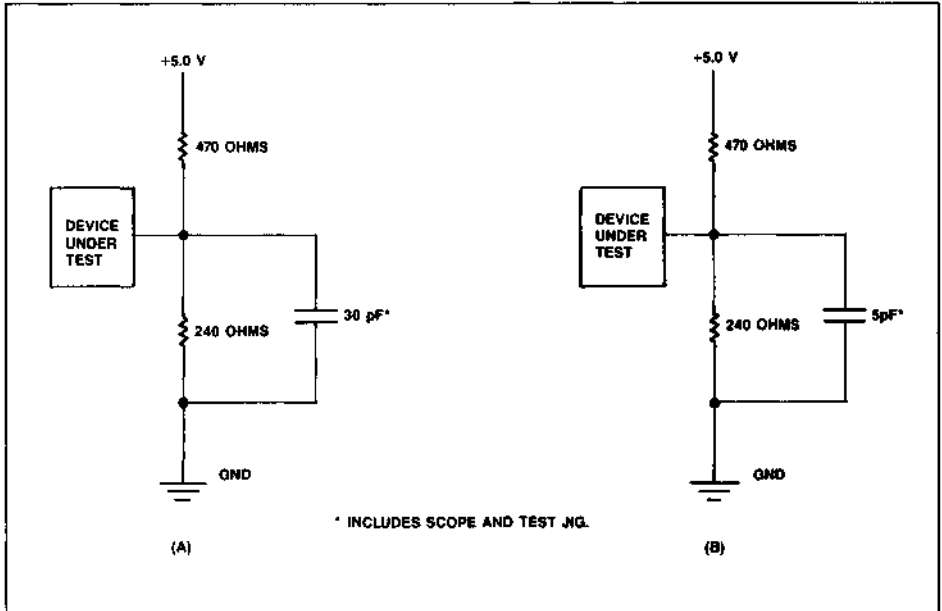 +5.0 V
470 OHMS
DEVICE
UNDER
TEST
240 OHMS
30 pF*
GND
(A)
+5.0 V
470 OHMS
DEVICE
UNDER
TEST
240 OHMS
5pF*
GND
(B)
* INCLUDES SCOPE AND TEST JIG.